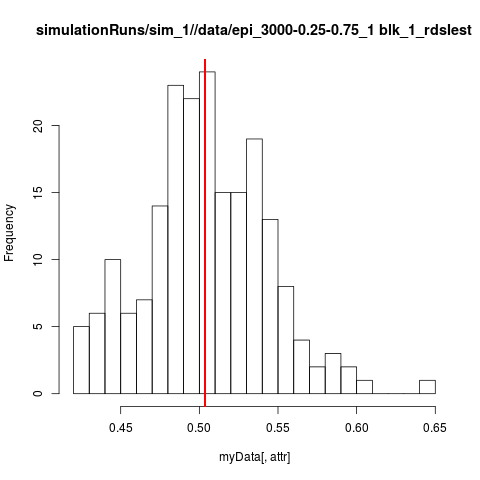 simulationRuns/sim_1//data/epi_3000-0.25-0.75_1 blk_1_rdslest
20
15
10
5
0
Frequency
0.45 0.50 0.55 0.60 0.65
myData[, attr]